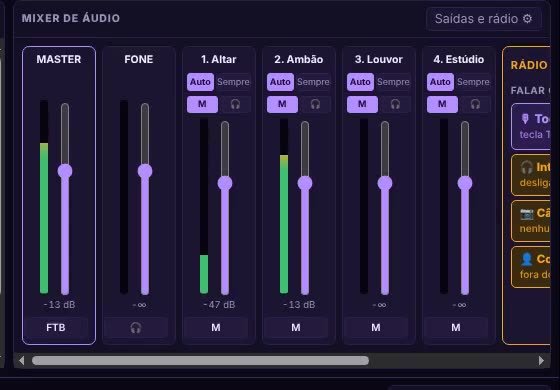 MIXER DE ÁUDIO
Saídas e rádio ⚙
MASTER
FONE
1. Altar
2. Ambão
3. Louvor
4. Estúdio
RÁDIO
Auto Sempre
Auto Sempre
Auto Sempre
Auto Sempre
FALAR
M 🎧
M 🎧
M 🎧
M 🎧
tecla
desliga
nenhu
fora d
-13 dB
-∞
-47 dB
-13 dB
-∞
-∞
FTB
🎧
M
M
M
M